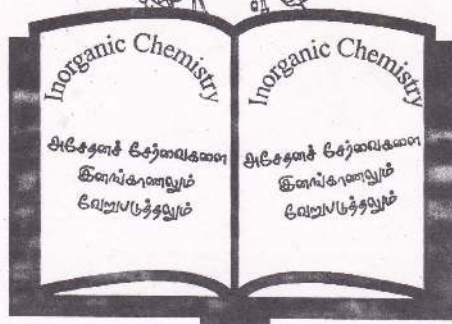 Inorganic Chemistry
அசேதனச் சேர்வைகளை
இனங்காணலும்
வேறுபடுத்தலும்
Inorganic Chemistry
அசேதனச் சேர்வைகளை
இனங்காணலும்
வேறுபடுத்தலும்